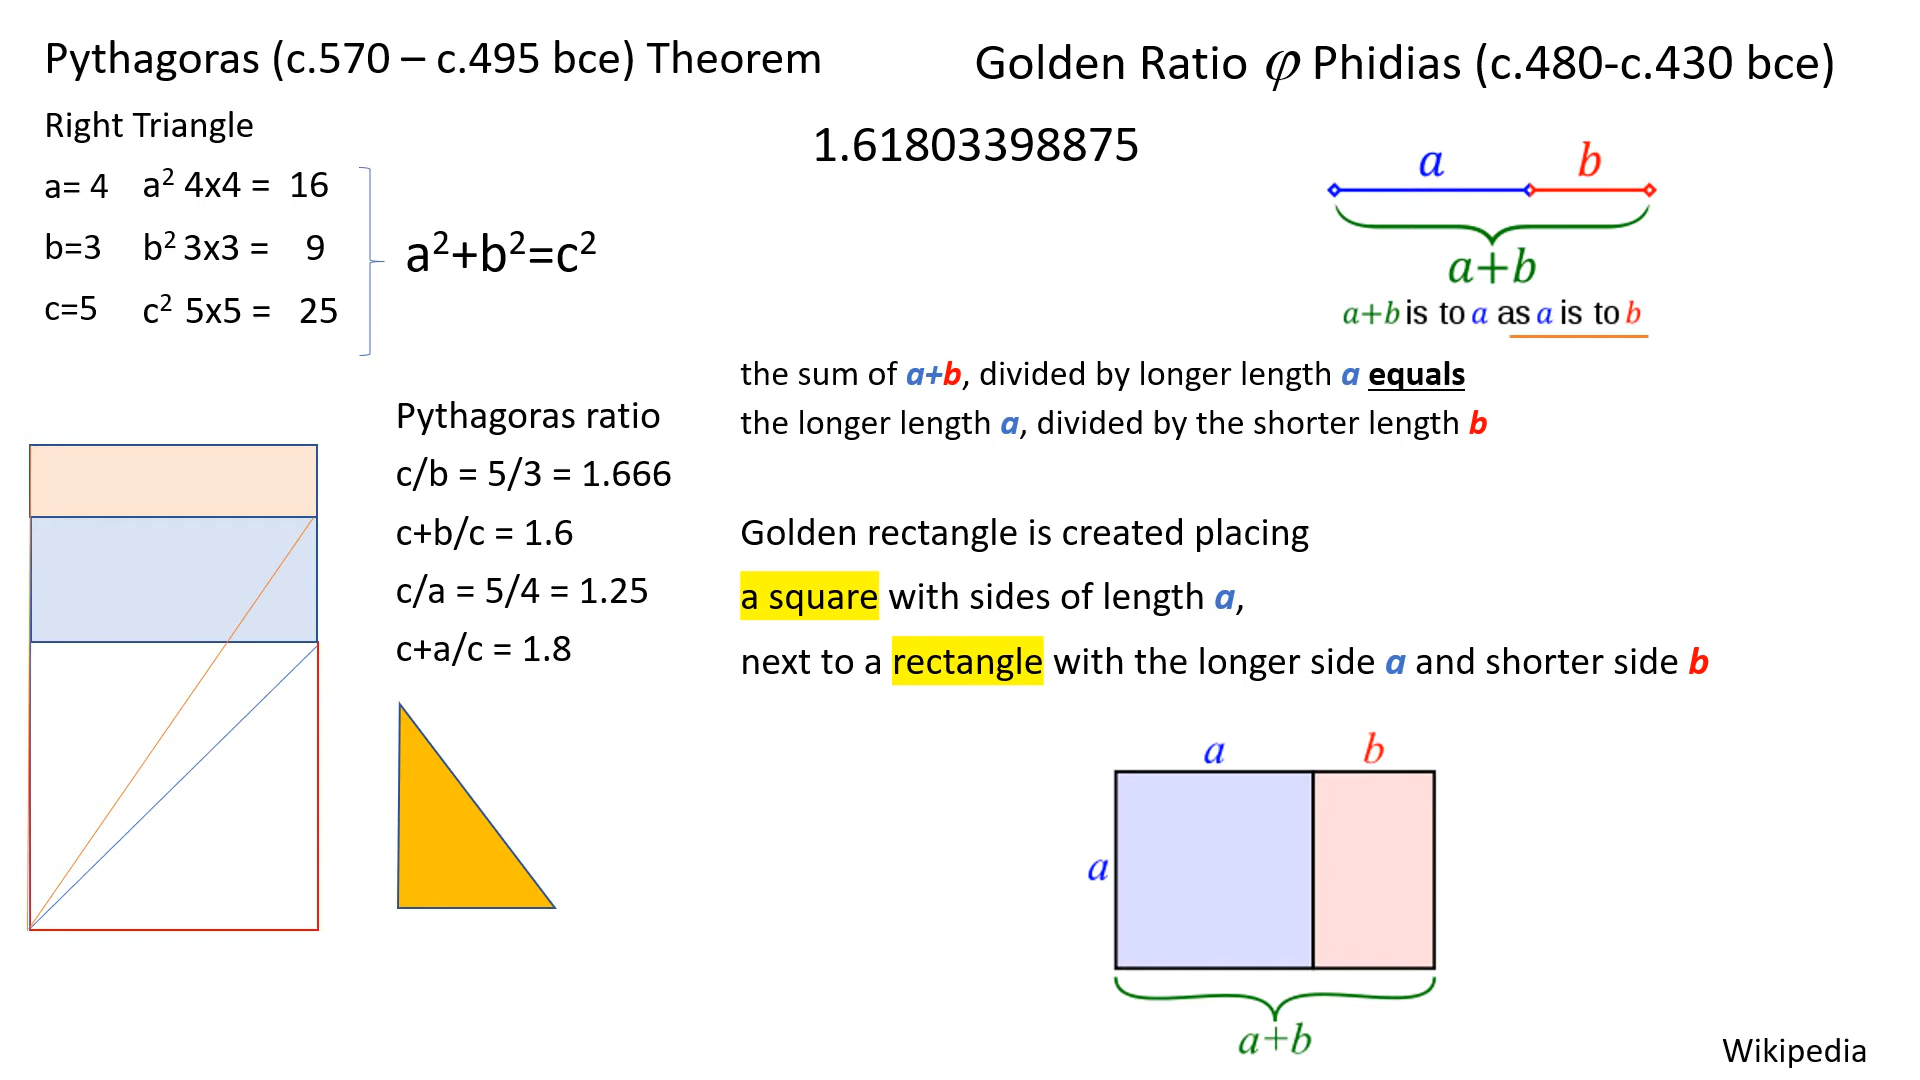 Pythagoras (c.570 – c.495 bce) Theorem
Golden Ratio φ Phidias (c.480-c.430 bce)
Right Triangle
a= 4 a² 4x4 = 16
b=3 b² 3x3 = 9
c=5 c² 5x5 = 25
a²+b²=c²
1.61803398875
a b
a+b
a+b is to a as a is to b
the sum of a+b, divided by longer length a equals
the longer length a, divided by the shorter length b
Pythagoras ratio
c/b = 5/3 = 1.666
c+b/c = 1.6
c/a = 5/4 = 1.25
c+a/c = 1.8
Golden rectangle is created placing
a square with sides of length a,
next to a rectangle with the longer side a and shorter side b
a b
a
a+b
Wikipedia